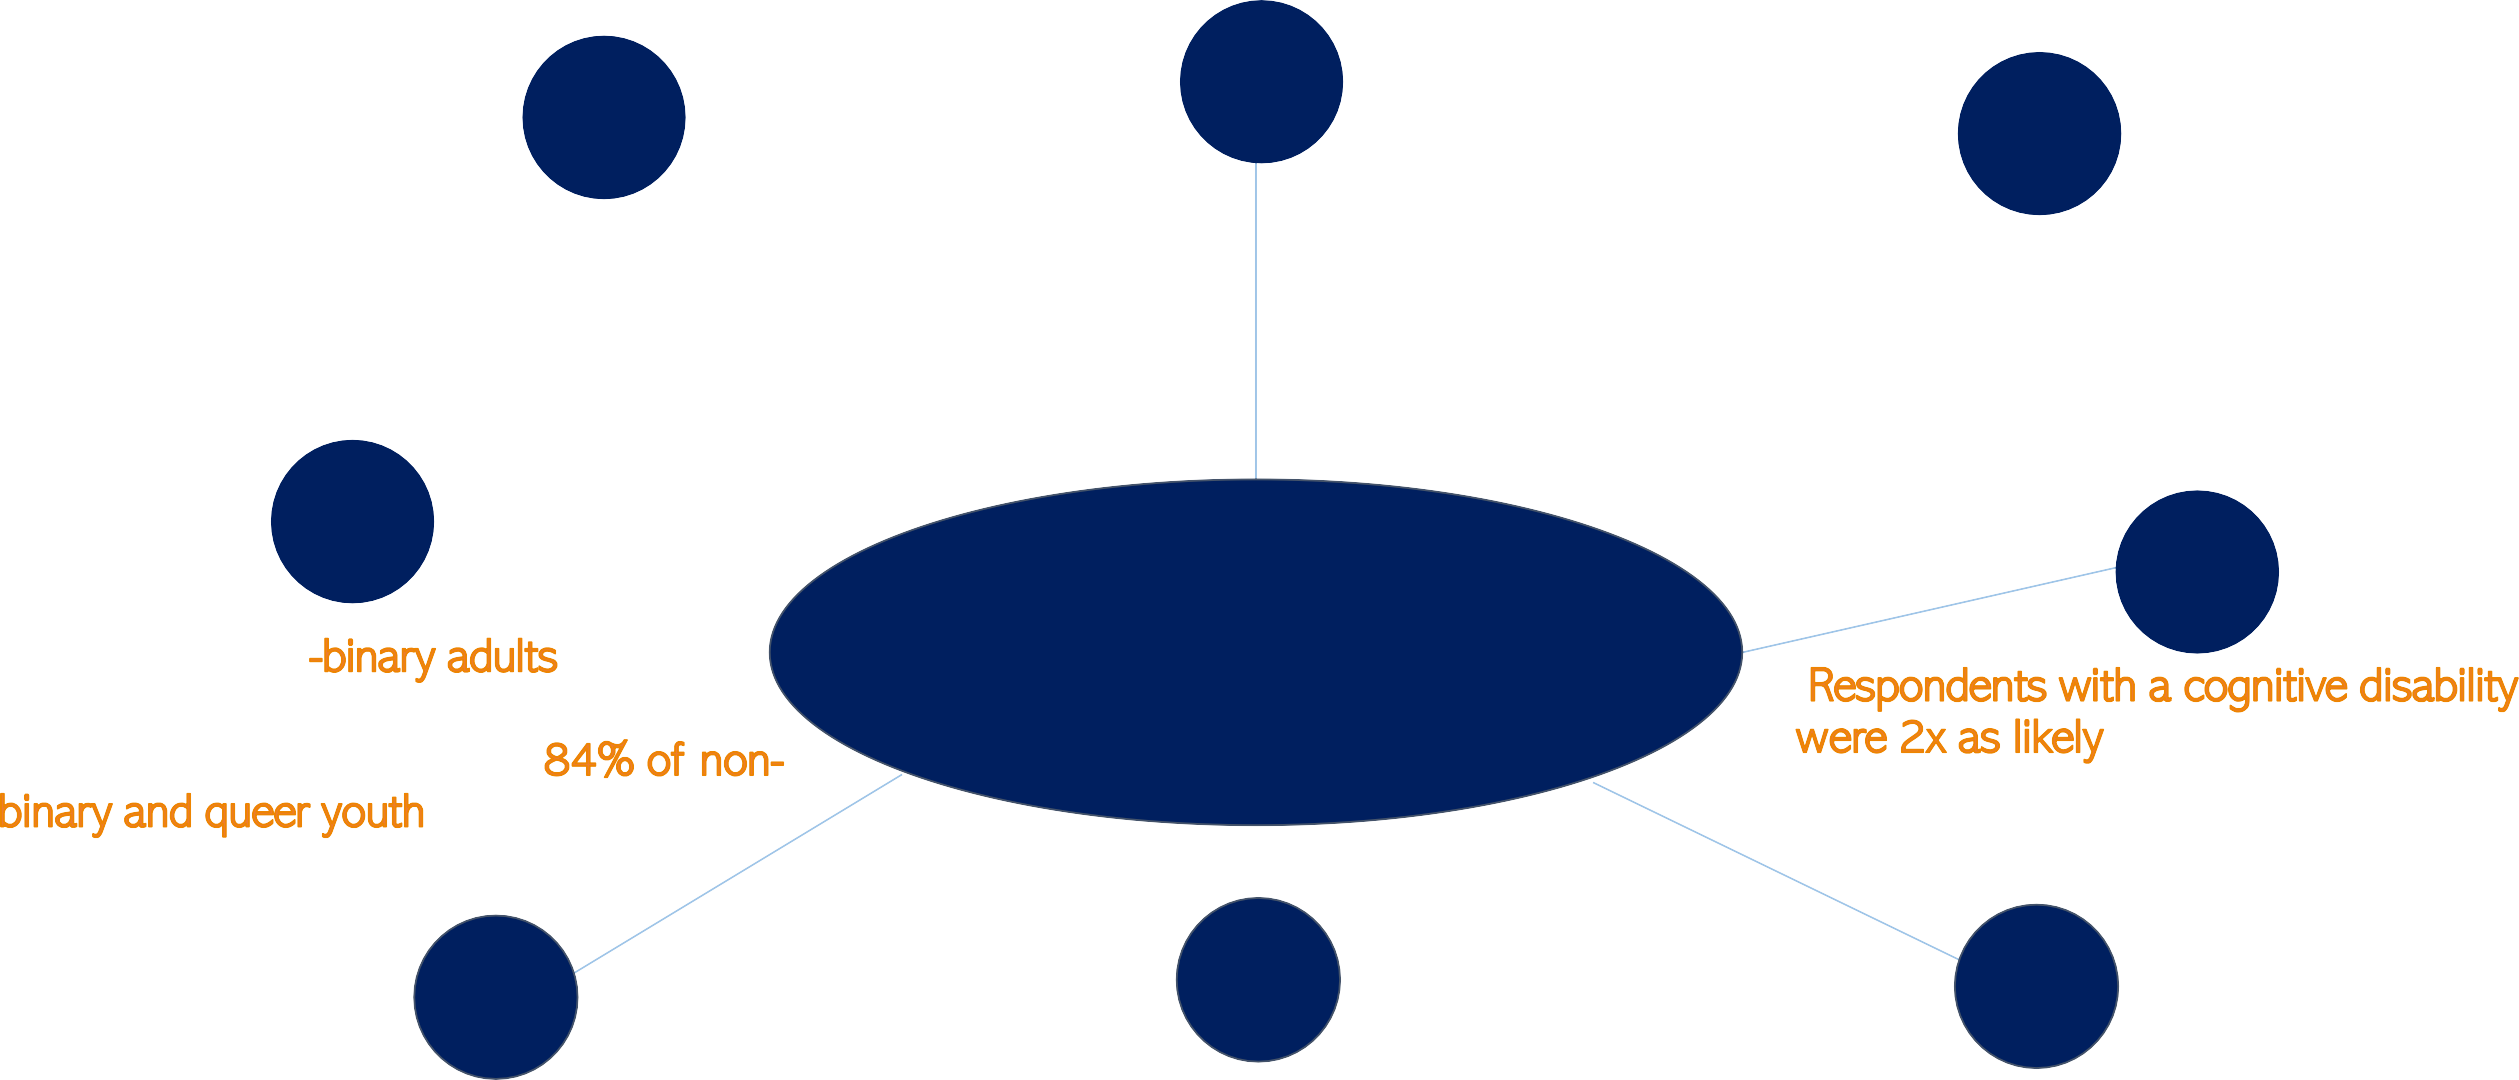 -binary adults
84% of non-
binary and queer youth
Respondents with a cognitive disability
were 2x as likely